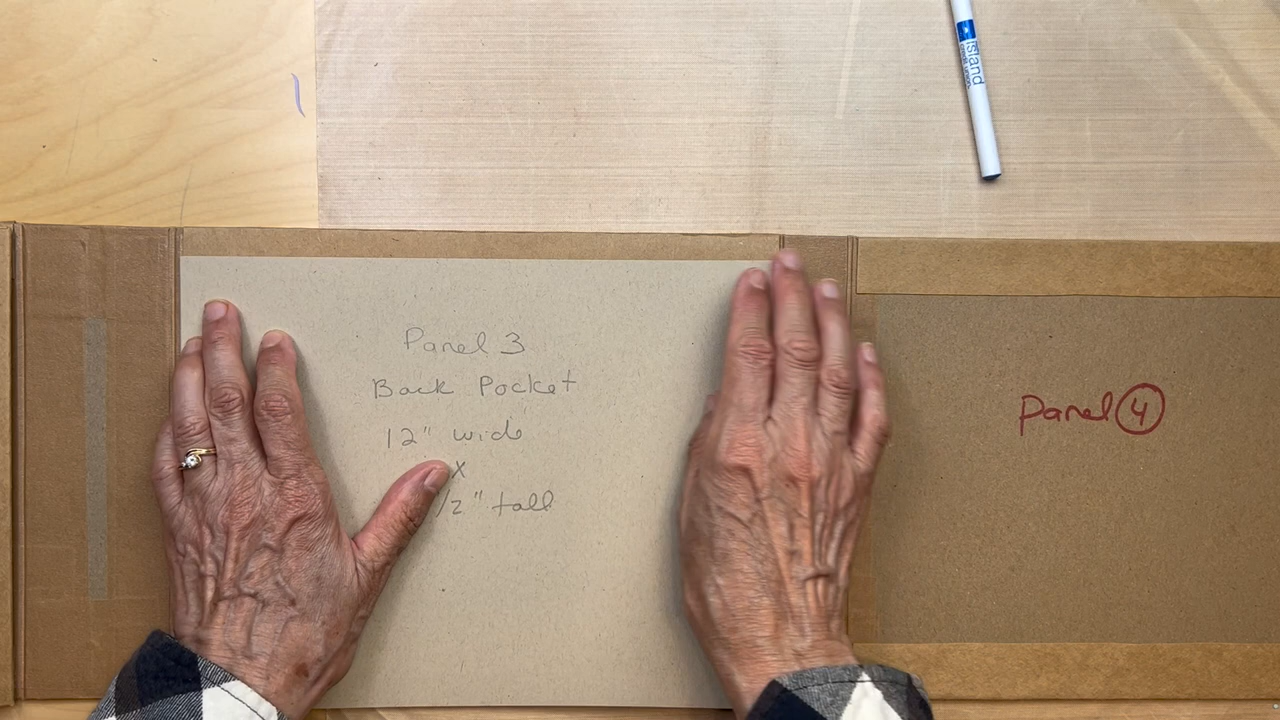 island
Panel 3
Back Pocket
12" wide
x
/2" tall
Panel 4